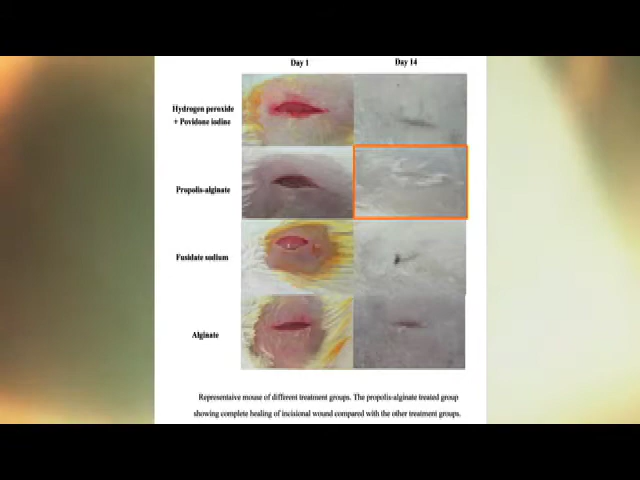 Day 1 Day 14
Hydrogen peroxide
+ Povidone iodine
Propolis-alginate
Fusidate sodium
Alginate
Representaive mouse of different treatment groups. The propolis-alginate treated group
showing complete healing of incisional wound compared with the other treatment groups.